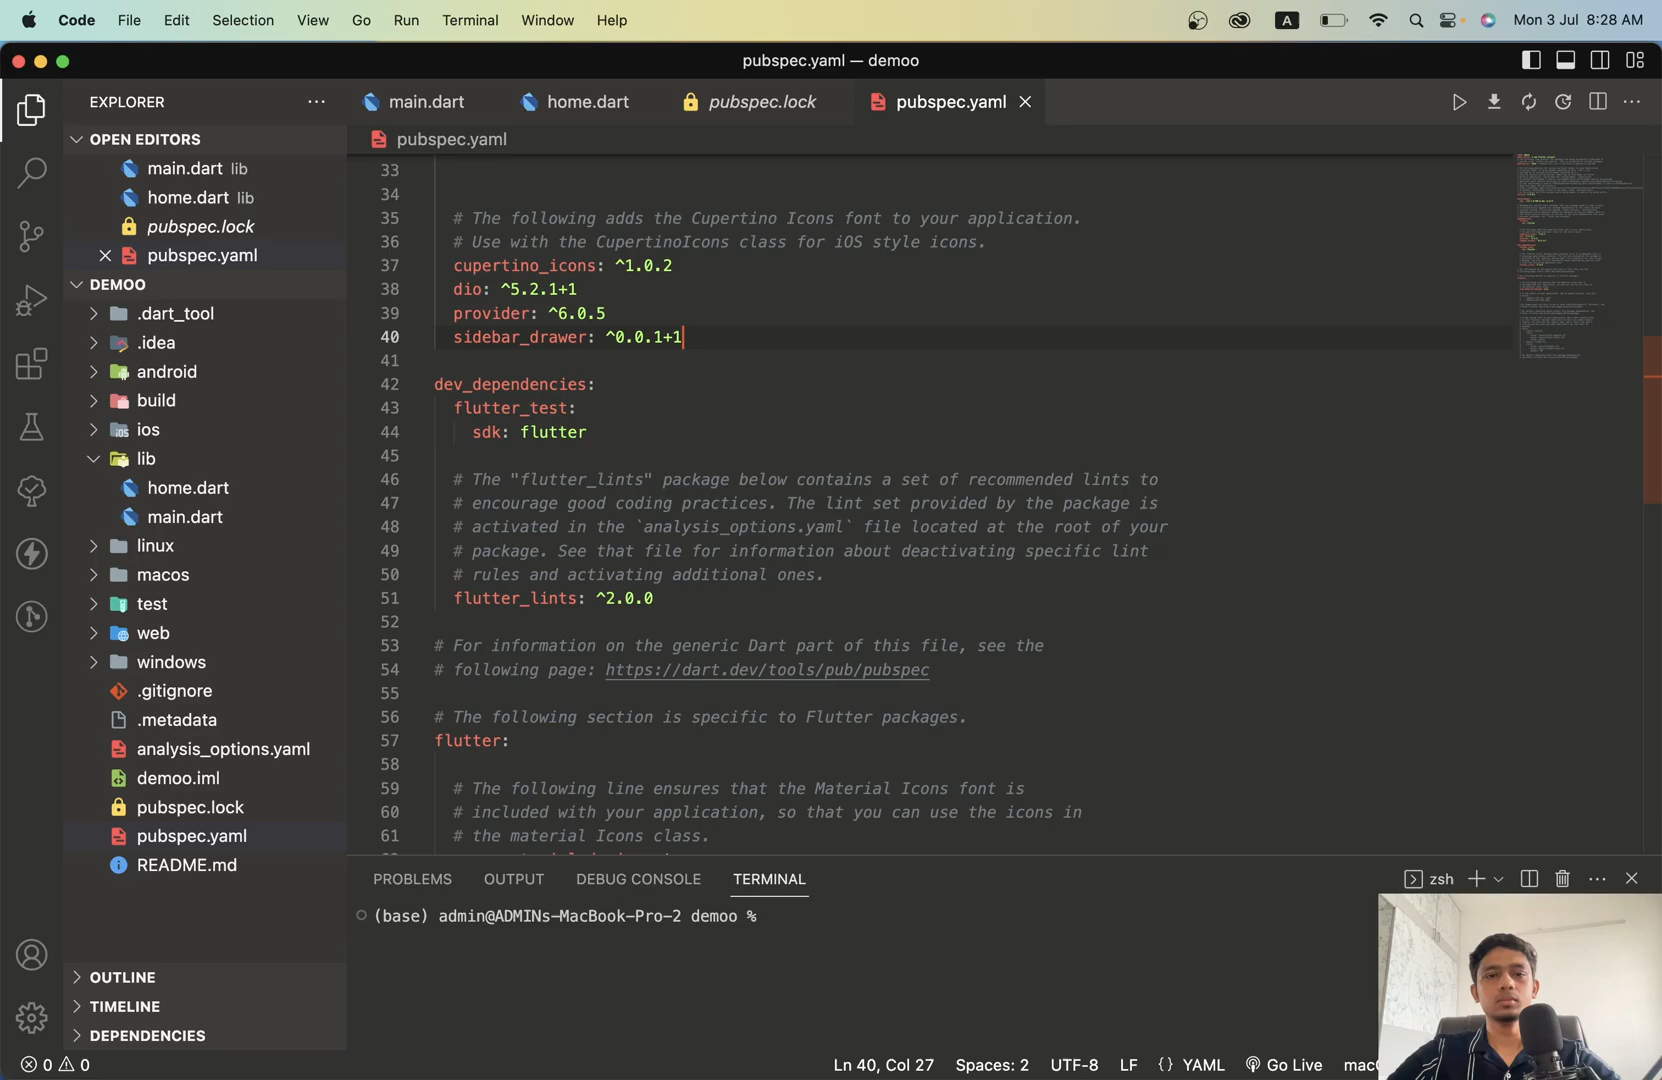 Code File Edit Selection View Go Run Terminal Window Help A Mon 3 Jul 8:28 AM
pubspec.yaml — demoo
EXPLORER
main.dart home.dart pubspec.lock pubspec.yaml
OPEN EDITORS
main.dart lib
home.dart lib
pubspec.lock
pubspec.yaml
DEMOO
.dart_tool
.idea
android
build
ios
lib
home.dart
main.dart
linux
macos
test
web
windows
.gitignore
.metadata
analysis_options.yaml
demoo.iml
pubspec.lock
pubspec.yaml
README.md
OUTLINE
TIMELINE
DEPENDENCIES
pubspec.yaml
33
34
35 # The following adds the Cupertino Icons font to your application.
36 # Use with the CupertinoIcons class for iOS style icons.
37 cupertino_icons: ^1.0.2
38 dio: ^5.2.1+1
39 provider: ^6.0.5
40 sidebar_drawer: ^0.0.1+1
41
42 dev_dependencies:
43 flutter_test:
44 sdk: flutter
45
46 # The "flutter_lints" package below contains a set of recommended lints to
47 # encourage good coding practices. The lint set provided by the package is
48 # activated in the `analysis_options.yaml` file located at the root of your
49 # package. See that file for information about deactivating specific lint
50 # rules and activating additional ones.
51 flutter_lints: ^2.0.0
52
53 # For information on the generic Dart part of this file, see the
54 # following page: https://dart.dev/tools/pub/pubspec
55
56 # The following section is specific to Flutter packages.
57 flutter:
58
59 # The following line ensures that the Material Icons font is
60 # included with your application, so that you can use the icons in
61 # the material Icons class.
PROBLEMS OUTPUT DEBUG CONSOLE TERMINAL zsh
(base) admin@ADMINs-MacBook-Pro-2 demoo %
0 0 Ln 40, Col 27 Spaces: 2 UTF-8 LF {} YAML Go Live